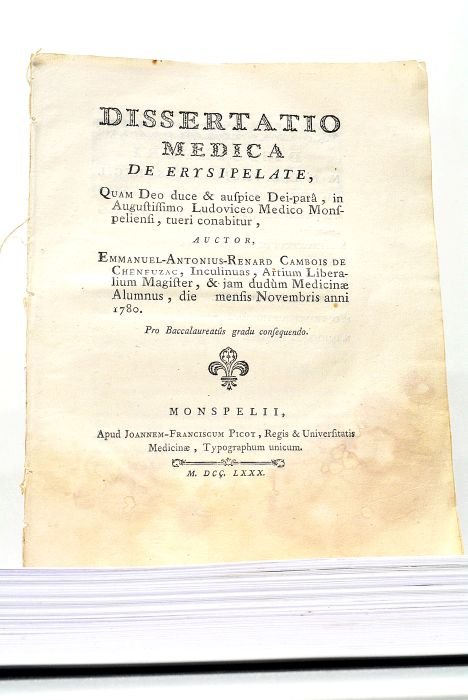 DISSERTATIO
MEDICA
DE ERYSIPELATE,
QUAM Deo duce & auſpice Dei-parâ, in
Auguſtiſſimo Ludoviceo Medico Monſ-
pelienſi, tueri conabitur,
AUCTOR,
EMMANUEL-ANTONIUS-RENARD CAMBOIS DE
CHENEUZAC, Inculinuas, Artium Libera-
lium Magiſter, & jam dudùm Medicinæ
Alumnus, die menſis Novembris anni
1780.
Pro Baccalaureatûs gradu conſequendo.
MONSPELII,
Apud JOANNEM-FRANCISCUM PICOT, Regis & Univerſitatis
Medicinæ, Typographum unicum.
M. DCC. LXXX.